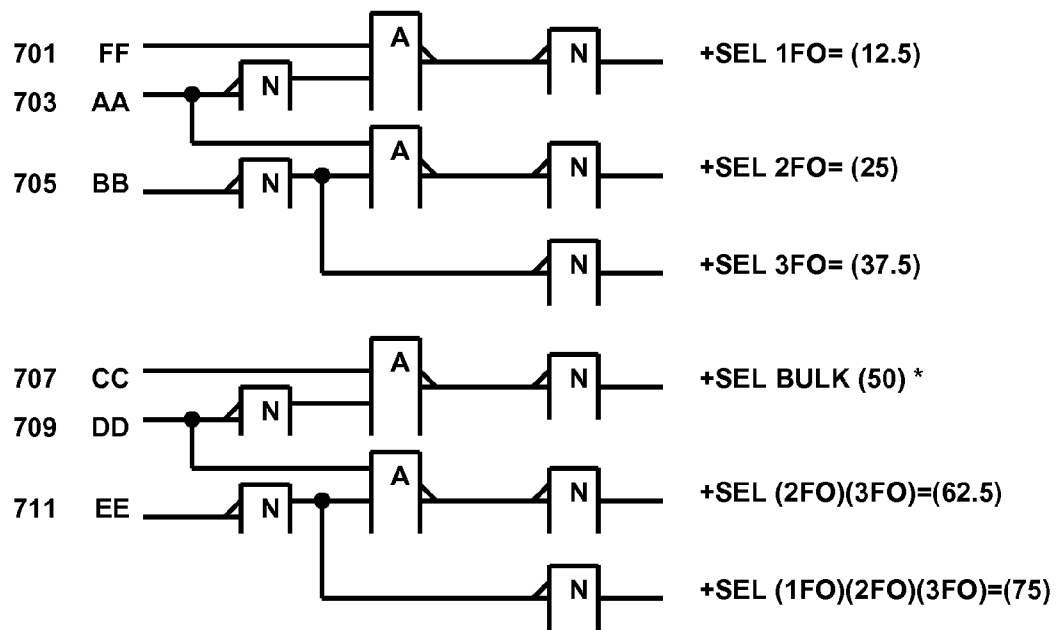 A
701 FF N +SEL 1FO= (12.5)
N
703 AA
A
705 BB N N +SEL 2FO= (25)
N +SEL 3FO= (37.5)
A
707 CC N +SEL BULK (50) *
N
709 DD
A
711 EE N N +SEL (2FO)(3FO)=(62.5)
N +SEL (1FO)(2FO)(3FO)=(75)